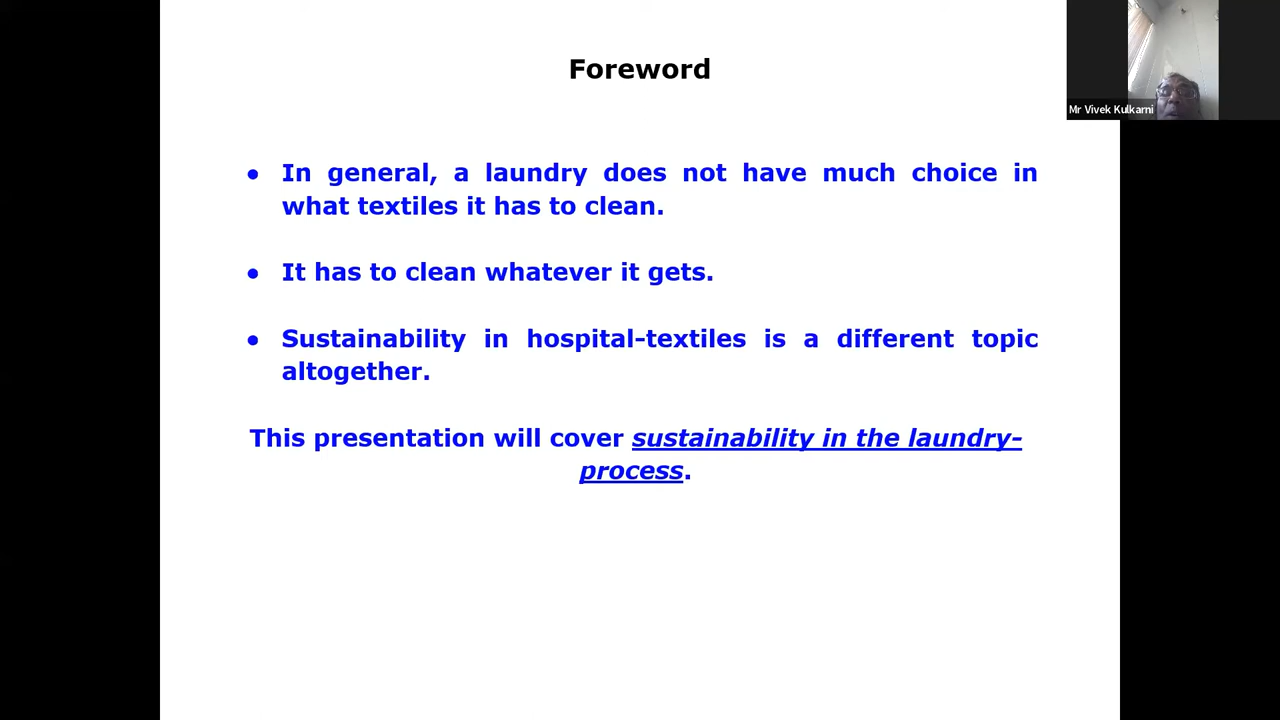 Foreword
Mr Vivek Kulkarni
● In general, a laundry does not have much choice in
what textiles it has to clean.
● It has to clean whatever it gets.
● Sustainability in hospital-textiles is a different topic
altogether.
This presentation will cover sustainability in the laundry-
process.